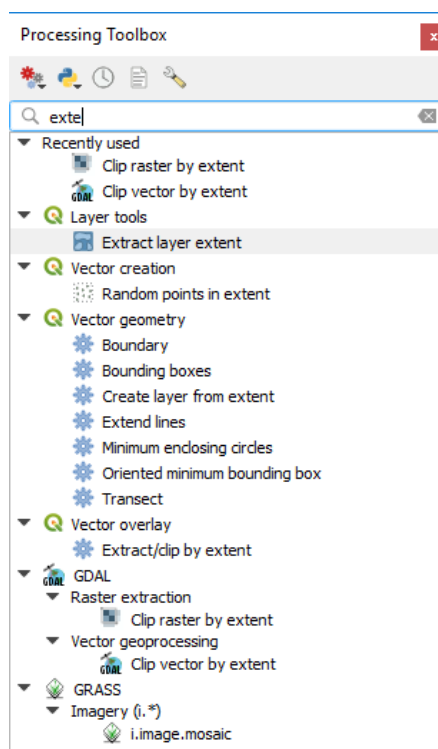 Processing Toolbox
x
exte
Recently used
Clip raster by extent
GDAL Clip vector by extent
Layer tools
Extract layer extent
Vector creation
Random points in extent
Vector geometry
Boundary
Bounding boxes
Create layer from extent
Extend lines
Minimum enclosing circles
Oriented minimum bounding box
Transect
Vector overlay
Extract/clip by extent
GDAL GDAL
Raster extraction
Clip raster by extent
Vector geoprocessing
GDAL Clip vector by extent
GRASS
Imagery (i.*)
i.image.mosaic